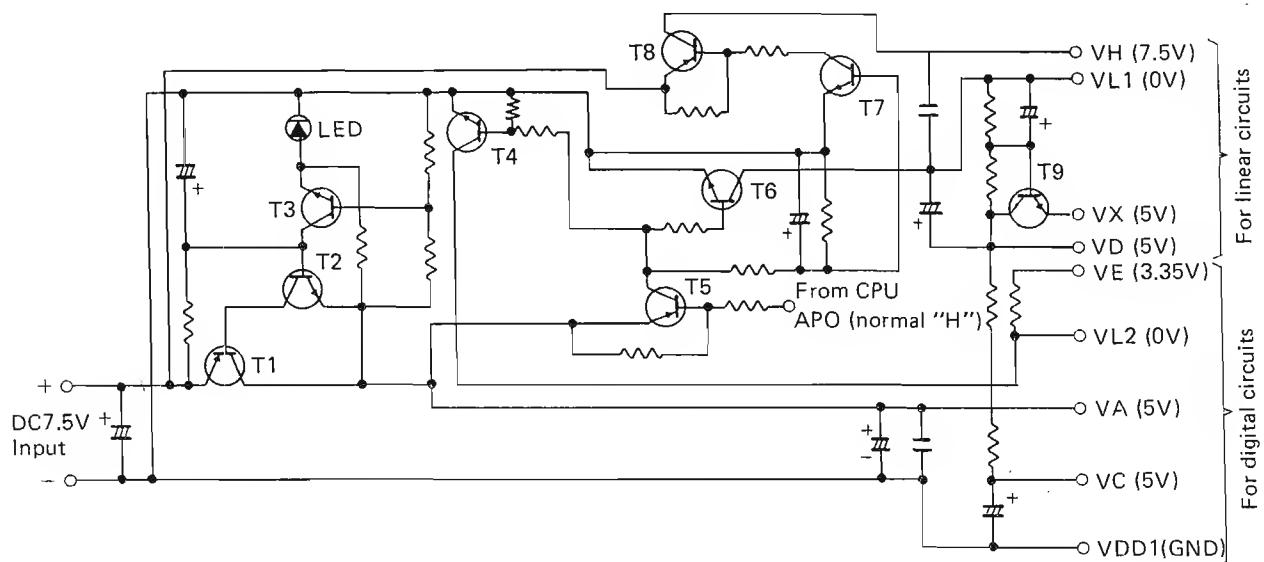 T8
VH (7.5V)
VL1 (0V)
T7
LED
T4
T9
T6
T3
VX (5V)
VD (5V)
For linear circuits
T2
VE (3.35V)
T5
From CPU
APO (normal "H")
VL2 (0V)
T1
+
DC7.5V
Input
+
+
+
+
+
VA (5V)
+
−
−
VC (5V)
+
VDD1(GND)
For digital circuits